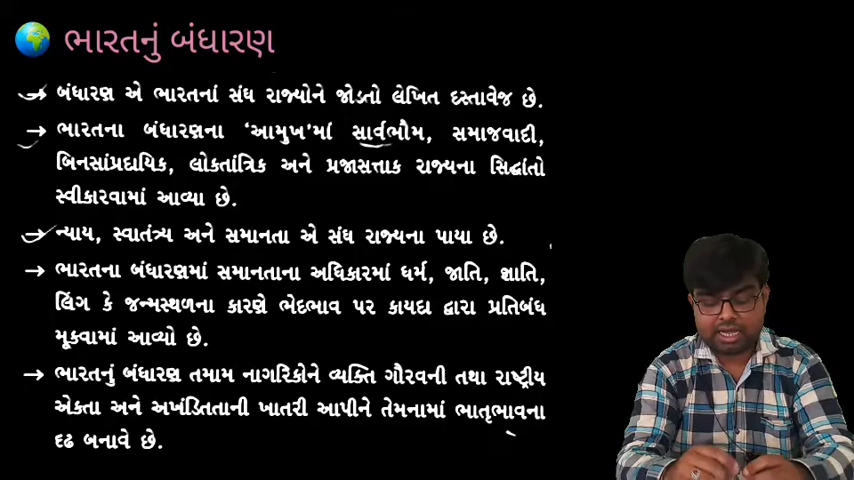 ભારતનું બંધારણ
→ બંધારણ એ ભારતનાં સંઘ રાજ્યોને જોડતો લેખિત દસ્તાવેજ છે.
→ ભારતના બંધારણના ‘આમુખ’માં સાર્વભૌમ, સમાજવાદી,
બિનસાંપ્રદાયિક, લોકતાંત્રિક અને પ્રજાસત્તાક રાજ્યના સિદ્ધાંતો
સ્વીકારવામાં આવ્યા છે.
→ ન્યાય, સ્વાતંત્ર્ય અને સમાનતા એ સંઘ રાજ્યના પાયા છે.
→ ભારતના બંધારણમાં સમાનતાના અધિકારમાં ધર્મ, જાતિ, જ્ઞાતિ,
લિંગ કે જન્મસ્થળના કારણે ભેદભાવ પર કાયદા દ્વારા પ્રતિબંધ
મૂકવામાં આવ્યો છે.
→ ભારતનું બંધારણ તમામ નાગરિકોને વ્યક્તિ ગૌરવની તથા રાષ્ટ્રીય
એકતા અને અખંડિતતાની ખાતરી આપીને તેમનામાં ભાતૃભાવના
દઢ બનાવે છે.